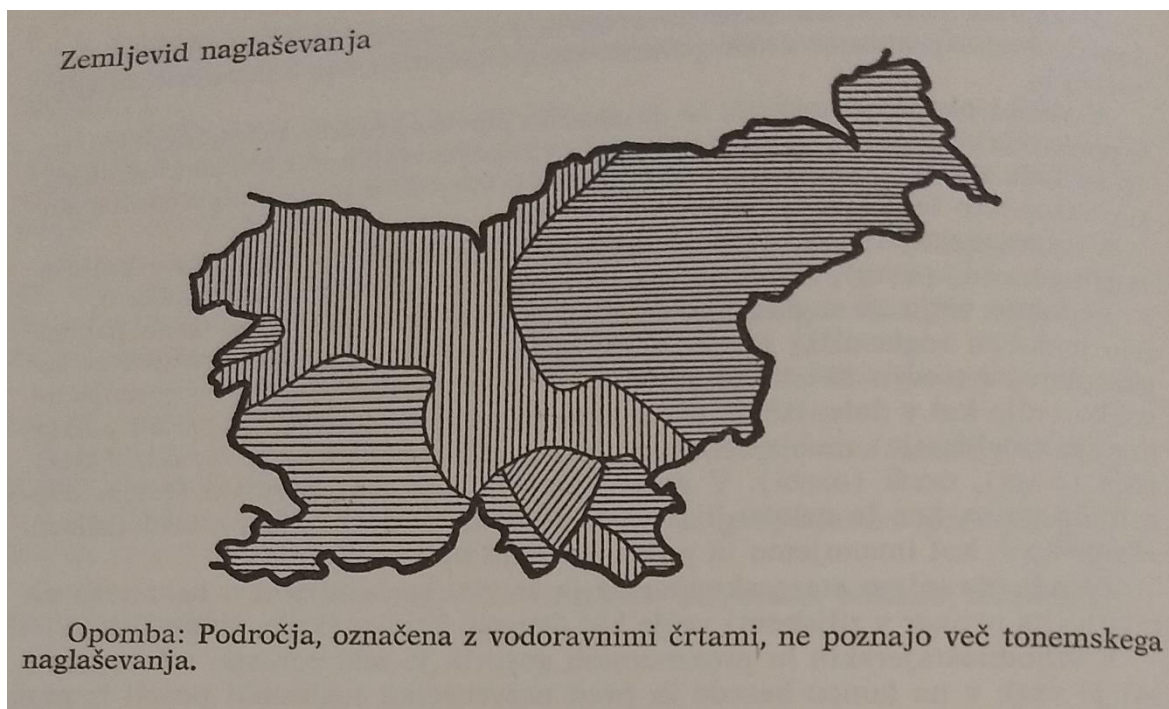 Zemljevid naglaševanja
Opomba: Področja, označena z vodoravnimi črtami, ne poznajo več tonemskega
naglaševanja.